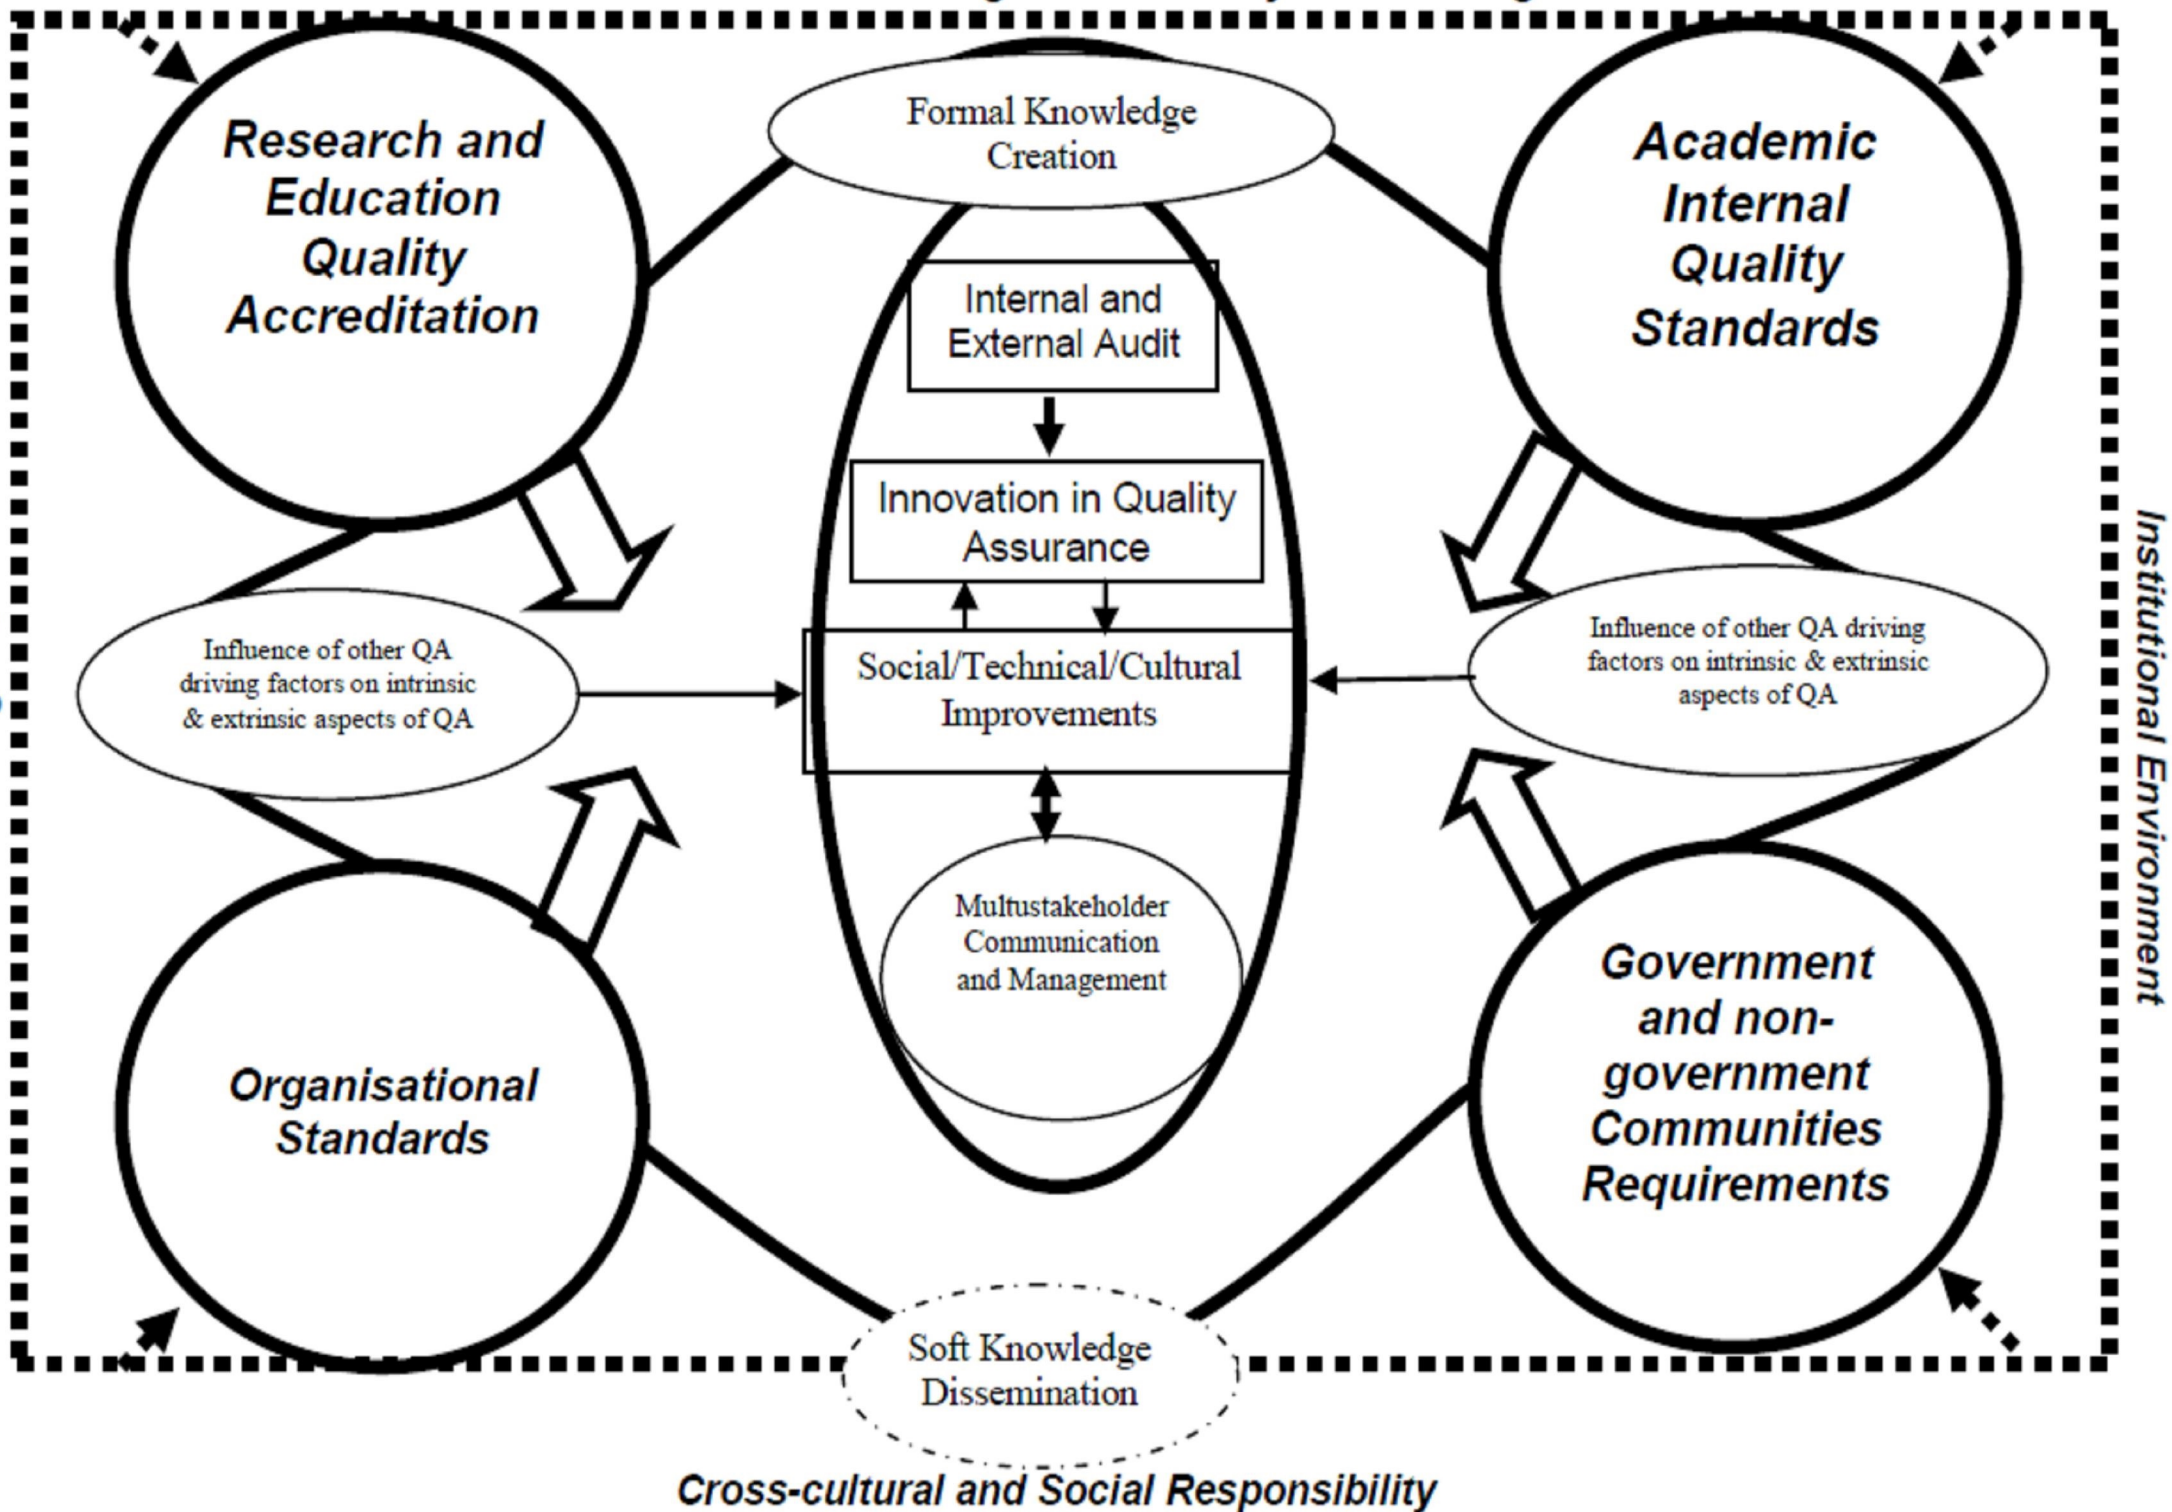 Formal Knowledge
Creation
Research and
Education
Quality
Accreditation
Academic
Internal
Quality
Standards
Internal and
External Audit
Innovation in Quality
Assurance
Influence of other QA
driving factors on intrinsic
& extrinsic aspects of QA
Social/Technical/Cultural
Improvements
Influence of other QA driving
factors on intrinsic & extrinsic
aspects of QA
Institutional Environment
Multustakeholder
Communication
and Management
Organisational
Standards
Government
and non-
government
Communities
Requirements
Soft Knowledge
Dissemination
Cross-cultural and Social Responsibility